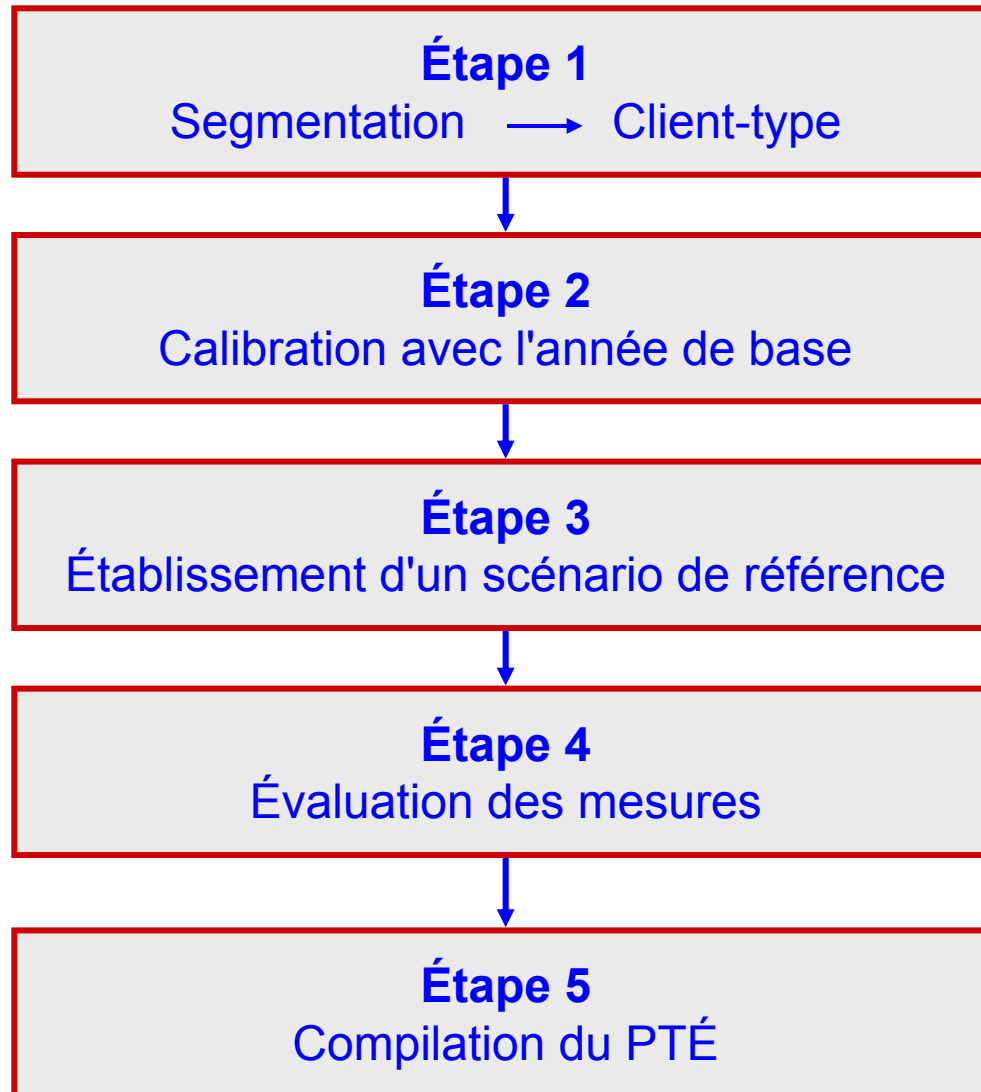 Étape 1
Segmentation → Client-type
Étape 2
Calibration avec l'année de base
Étape 3
Établissement d'un scénario de référence
Étape 4
Évaluation des mesures
Étape 5
Compilation du PTÉ